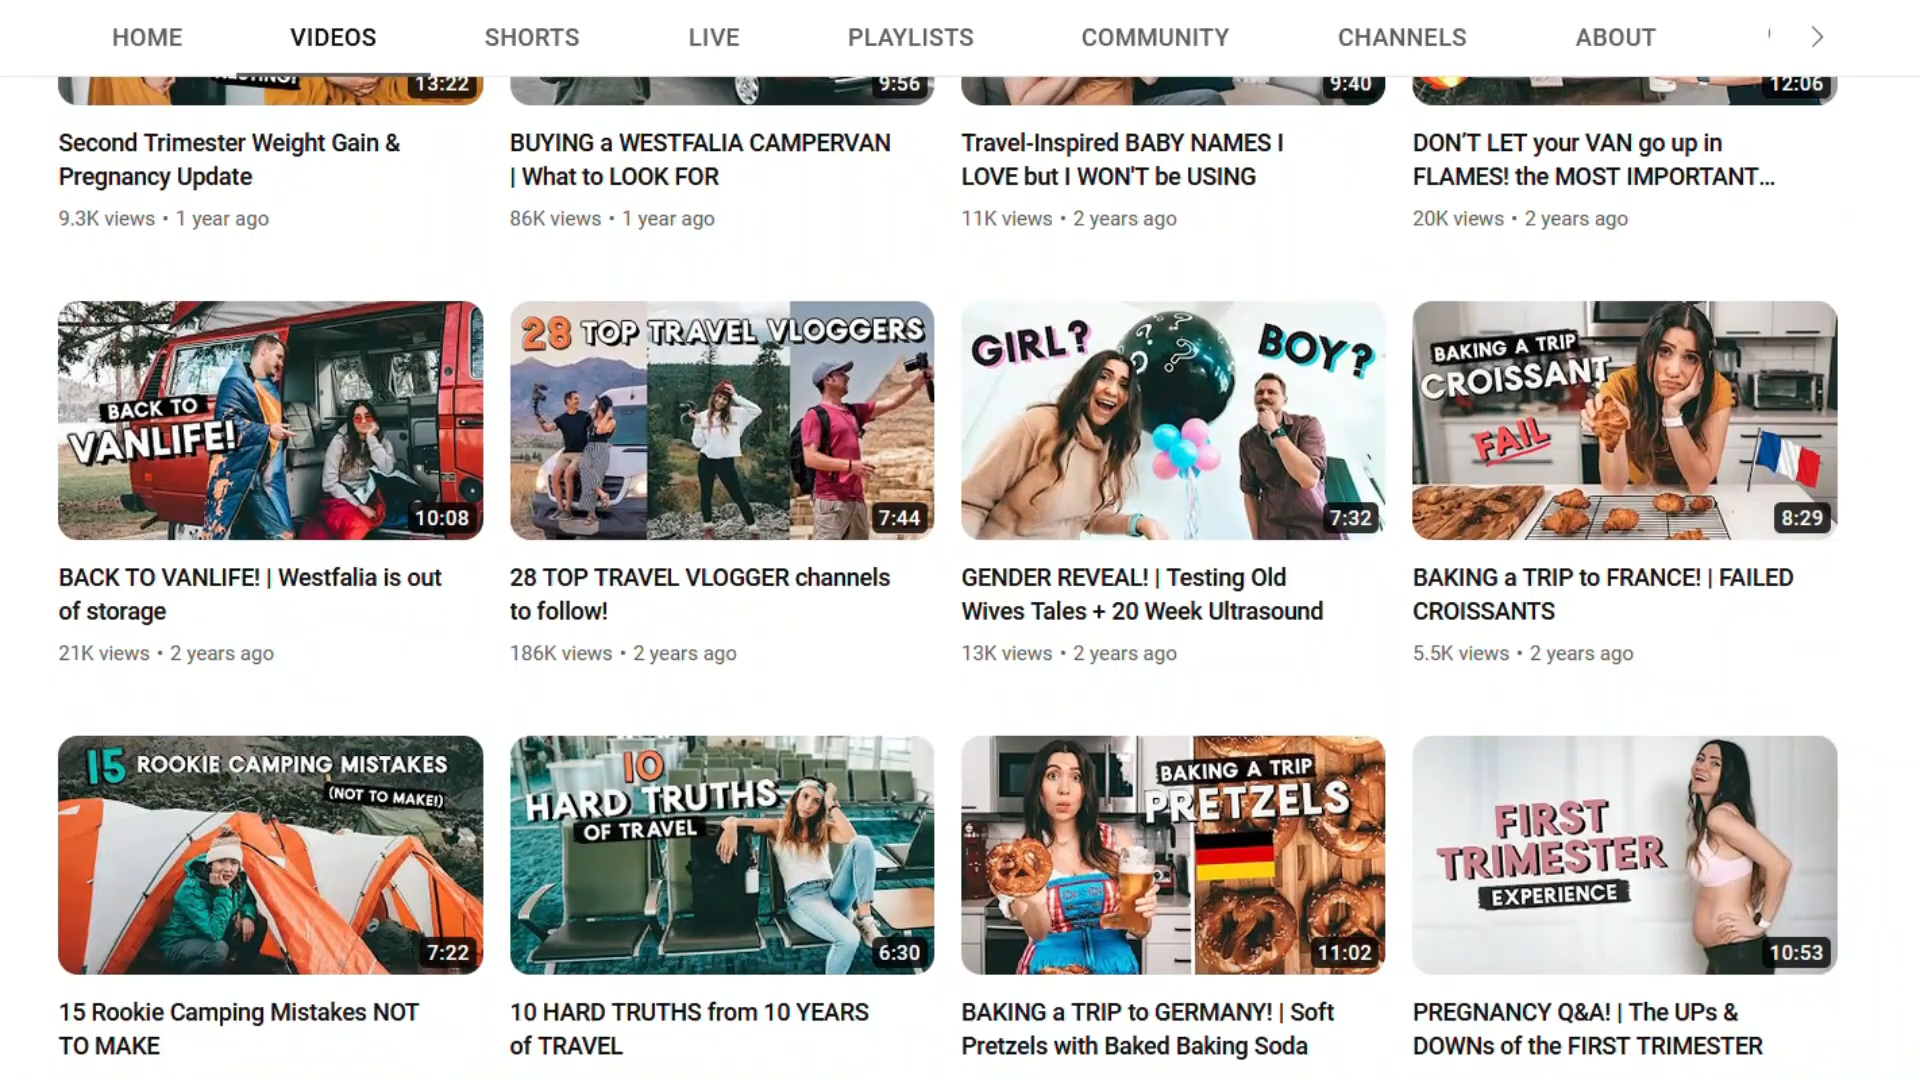 HOME VIDEOS SHORTS LIVE PLAYLISTS COMMUNITY CHANNELS ABOUT
13:22
9:56
9:40
12:06
Second Trimester Weight Gain &
Pregnancy Update
9.3K views • 1 year ago
BUYING a WESTFALIA CAMPERVAN
| What to LOOK FOR
86K views • 1 year ago
Travel-Inspired BABY NAMES I
LOVE but I WON'T be USING
11K views • 2 years ago
DON’T LET your VAN go up in
FLAMES! the MOST IMPORTANT...
20K views • 2 years ago
BACK TO
VANLIFE!
10:08
28 TOP TRAVEL VLOGGERS
7:44
GIRL?
BOY?
7:32
BAKING A TRIP
CROISSANT
FAIL
8:29
BACK TO VANLIFE! | Westfalia is out
of storage
21K views • 2 years ago
28 TOP TRAVEL VLOGGER channels
to follow!
186K views • 2 years ago
GENDER REVEAL! | Testing Old
Wives Tales + 20 Week Ultrasound
13K views • 2 years ago
BAKING a TRIP to FRANCE! | FAILED
CROISSANTS
5.5K views • 2 years ago
15 ROOKIE CAMPING MISTAKES
(NOT TO MAKE!)
7:22
10
HARD TRUTHS
OF TRAVEL
6:30
BAKING A TRIP
PRETZELS
11:02
FIRST
TRIMESTER
EXPERIENCE
10:53
15 Rookie Camping Mistakes NOT
TO MAKE
10 HARD TRUTHS from 10 YEARS
of TRAVEL
BAKING a TRIP to GERMANY! | Soft
Pretzels with Baked Baking Soda
PREGNANCY Q&A! | The UPs &
DOWNs of the FIRST TRIMESTER